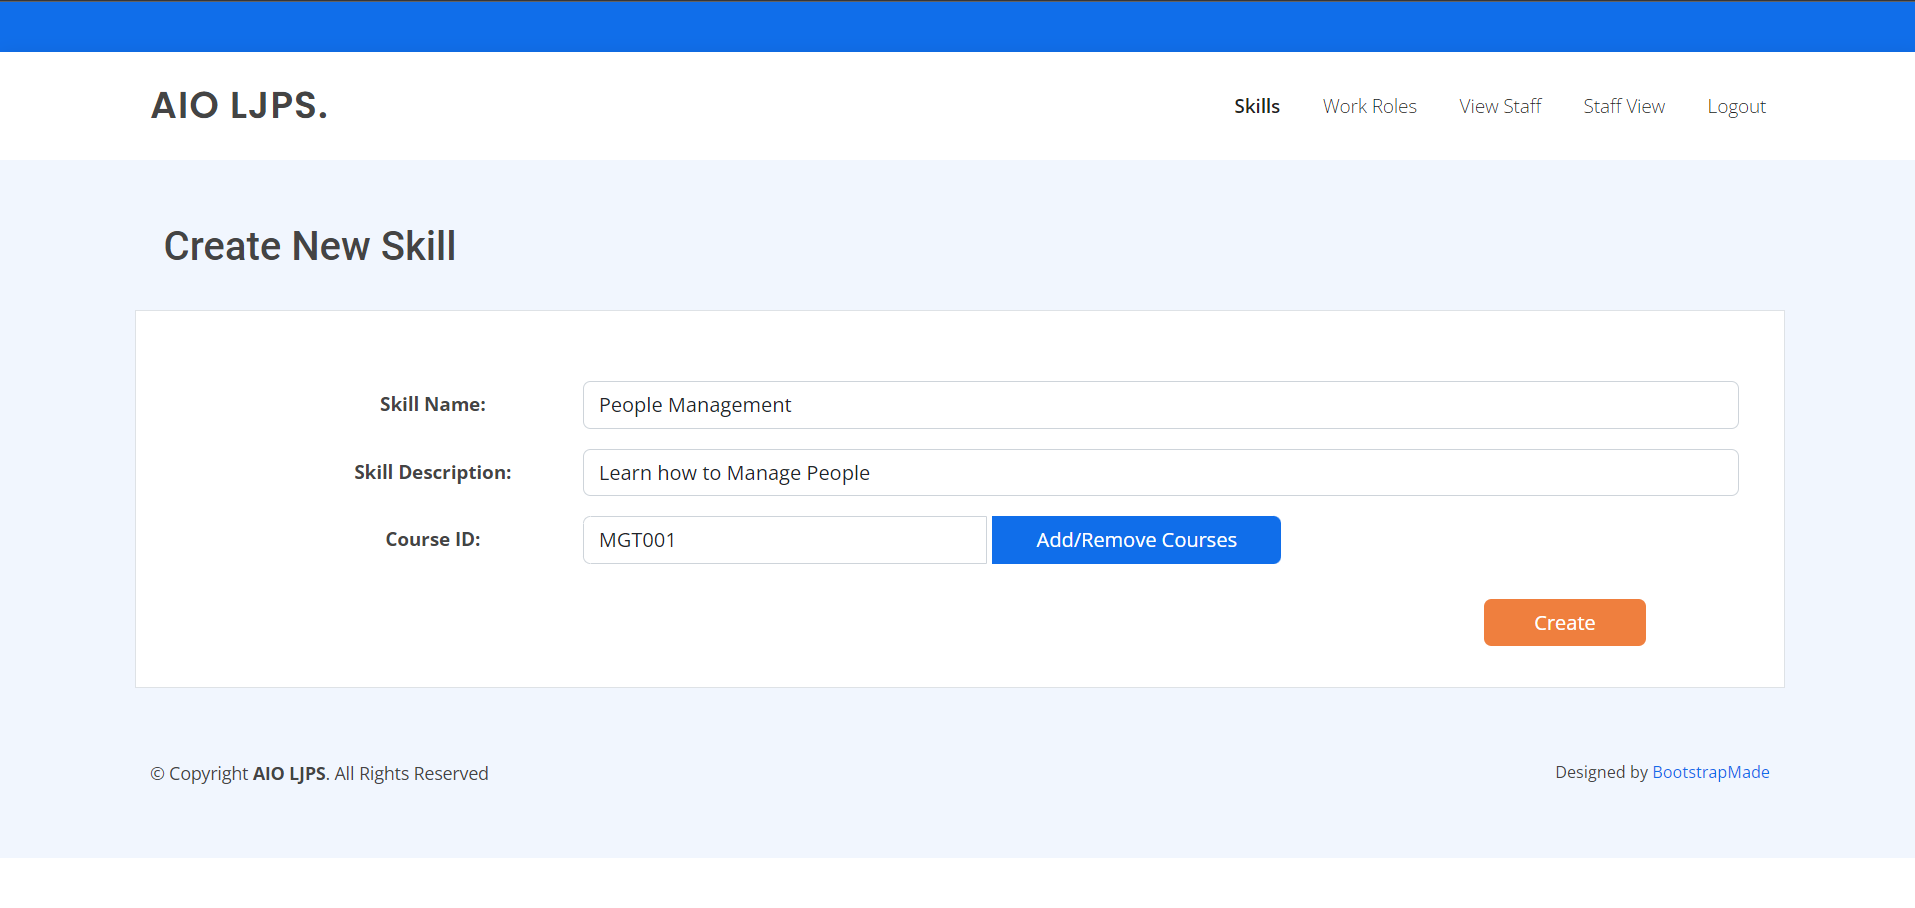 AIO LJPS.
Skills Work Roles View Staff Staff View Logout
Create New Skill
Skill Name: People Management
Skill Description: Learn how to Manage People
Course ID: MGT001 Add/Remove Courses
Create
© Copyright AIO LJPS. All Rights Reserved
Designed by BootstrapMade